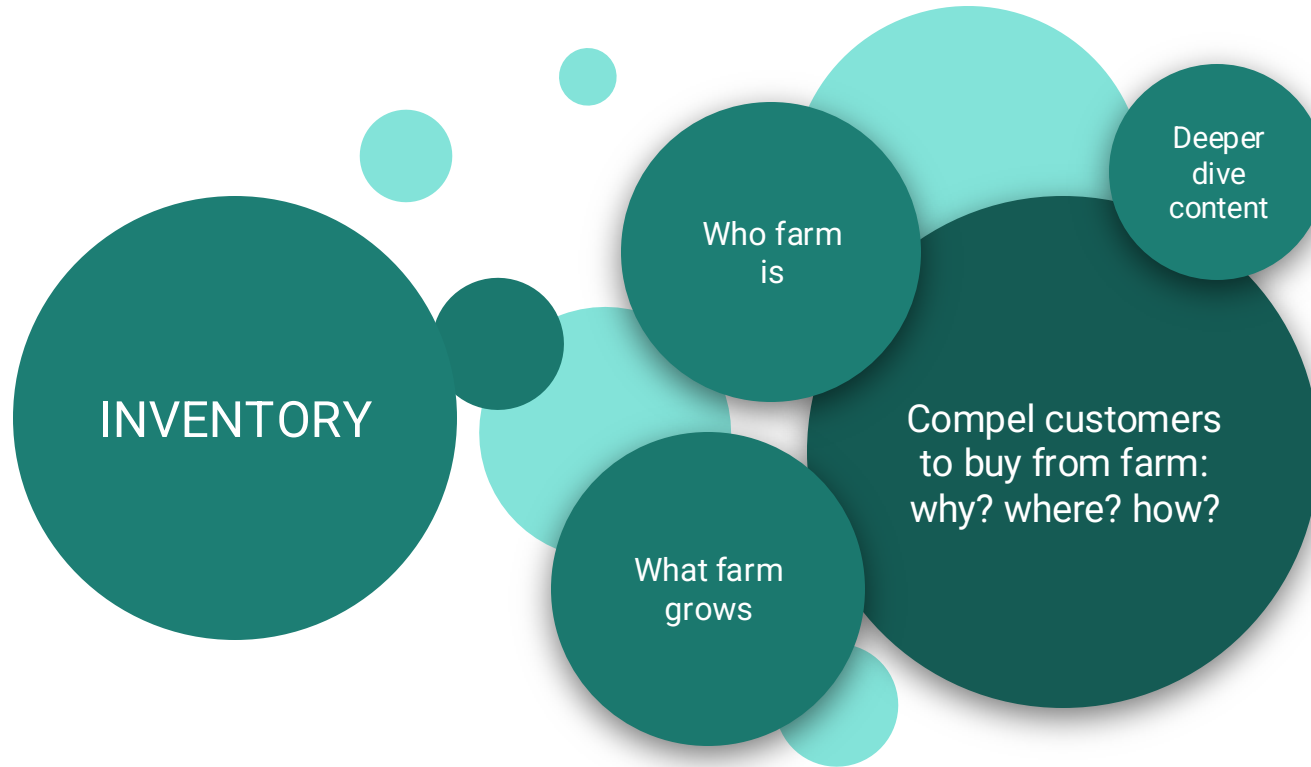 INVENTORY
Who farm
is
What farm
grows
Compel customers
to buy from farm:
why? where? how?
Deeper
dive
content